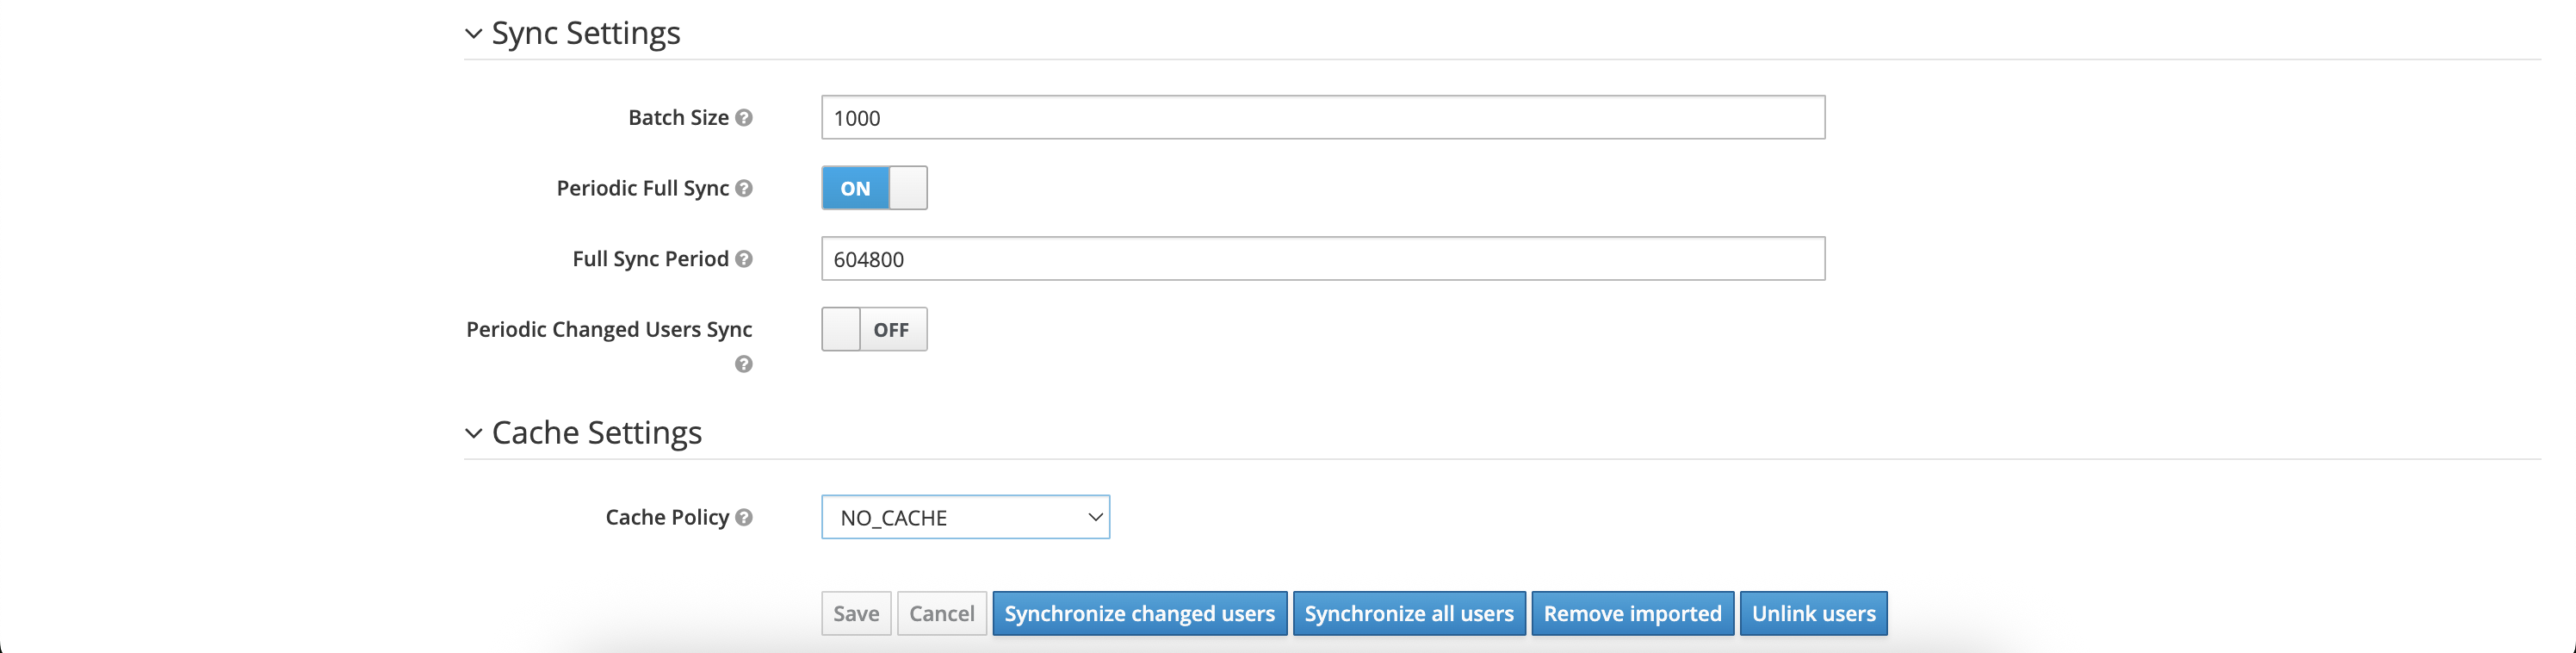 Sync Settings
Batch Size
1000
Periodic Full Sync
ON
Full Sync Period
604800
Periodic Changed Users Sync
OFF
Cache Settings
Cache Policy
NO_CACHE
Save Cancel Synchronize changed users Synchronize all users Remove imported Unlink users